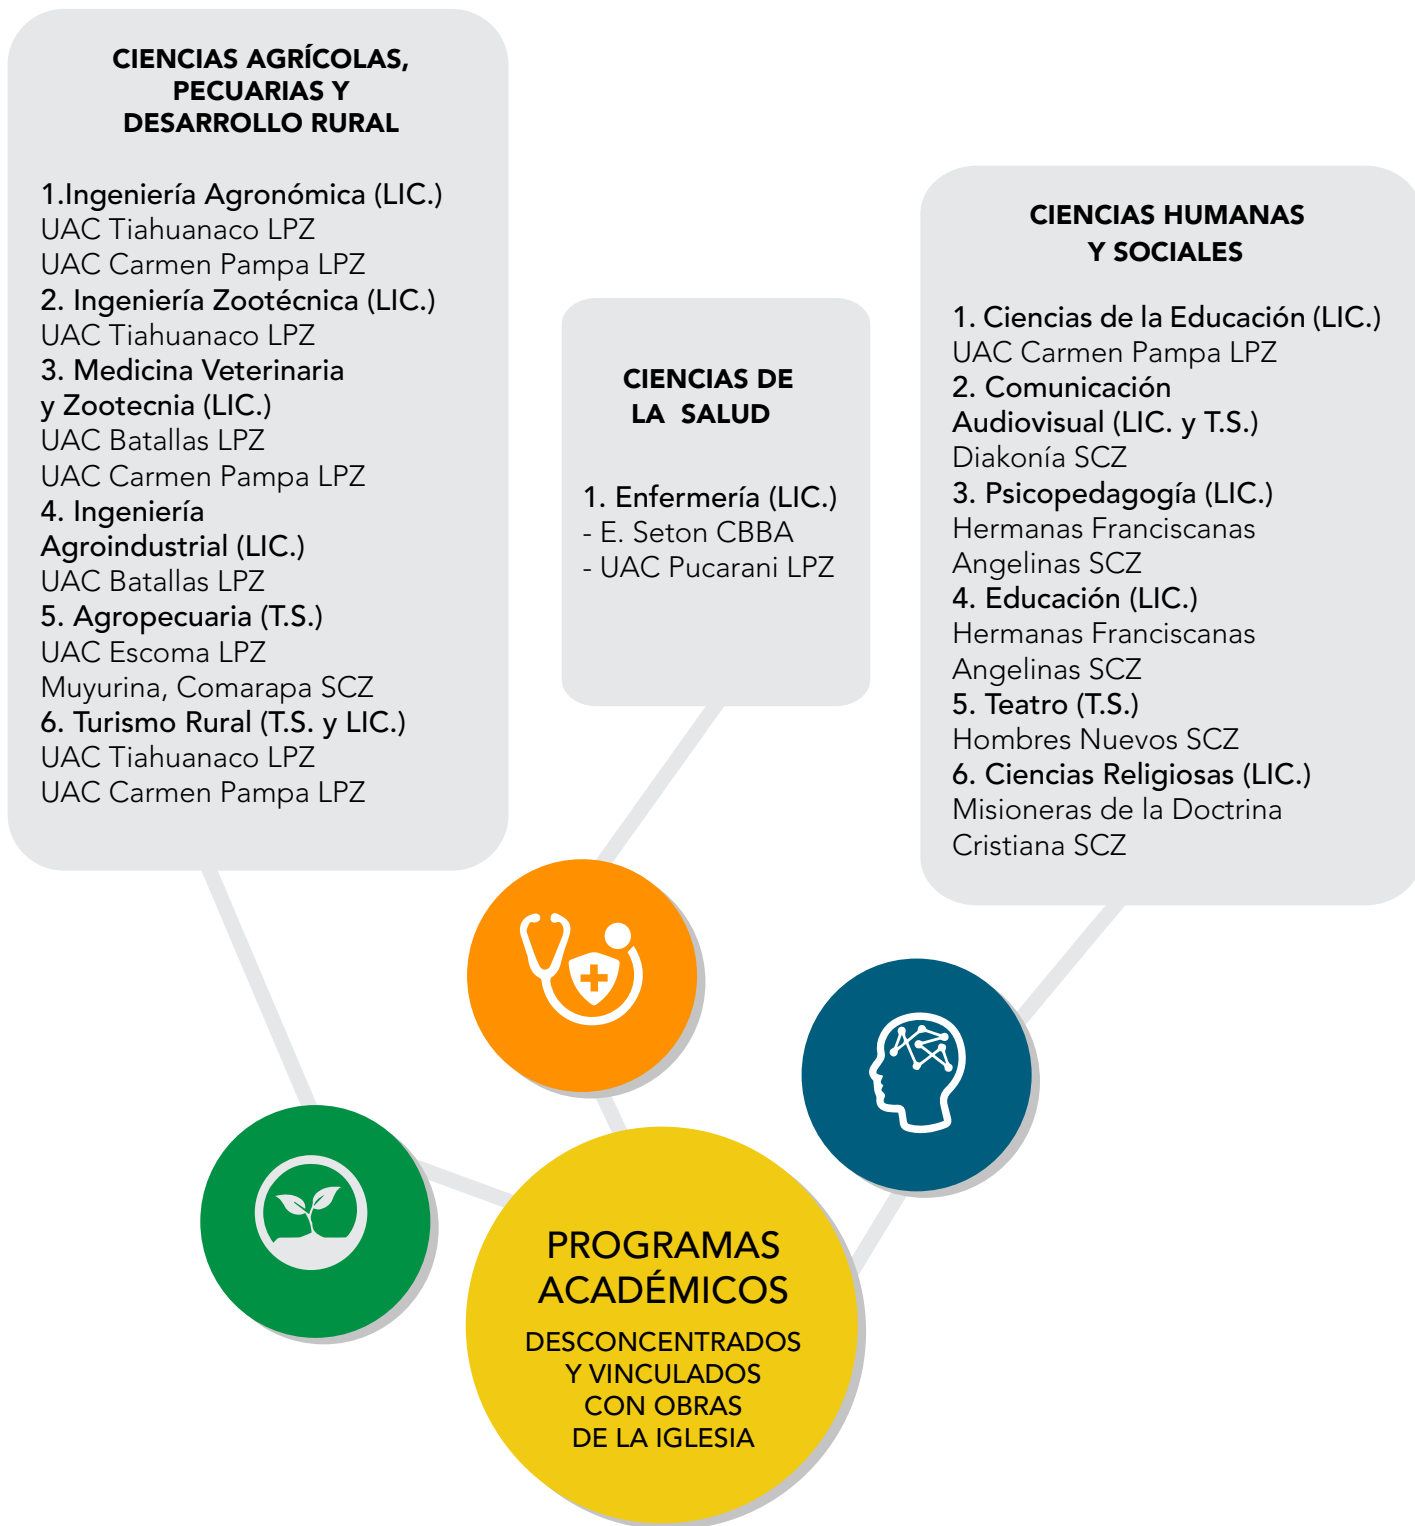 CIENCIAS AGRÍCOLAS,
PECUARIAS Y
DESARROLLO RURAL
1.Ingeniería Agronómica (LIC.)
UAC Tiahuanaco LPZ
UAC Carmen Pampa LPZ
2. Ingeniería Zootécnica (LIC.)
UAC Tiahuanaco LPZ
3. Medicina Veterinaria
y Zootecnia (LIC.)
UAC Batallas LPZ
UAC Carmen Pampa LPZ
4. Ingeniería
Agroindustrial (LIC.)
UAC Batallas LPZ
5. Agropecuaria (T.S.)
UAC Escoma LPZ
Muyurina, Comarapa SCZ
6. Turismo Rural (T.S. y LIC.)
UAC Tiahuanaco LPZ
UAC Carmen Pampa LPZ
CIENCIAS DE
LA SALUD
1. Enfermería (LIC.)
- E. Seton CBBA
- UAC Pucarani LPZ
CIENCIAS HUMANAS
Y SOCIALES
1. Ciencias de la Educación (LIC.)
UAC Carmen Pampa LPZ
2. Comunicación
Audiovisual (LIC. y T.S.)
Diakonía SCZ
3. Psicopedagogía (LIC.)
Hermanas Franciscanas
Angelinas SCZ
4. Educación (LIC.)
Hermanas Franciscanas
Angelinas SCZ
5. Teatro (T.S.)
Hombres Nuevos SCZ
6. Ciencias Religiosas (LIC.)
Misioneras de la Doctrina
Cristiana SCZ
PROGRAMAS
ACADÉMICOS
DESCONCENTRADOS
Y VINCULADOS
CON OBRAS
DE LA IGLESIA